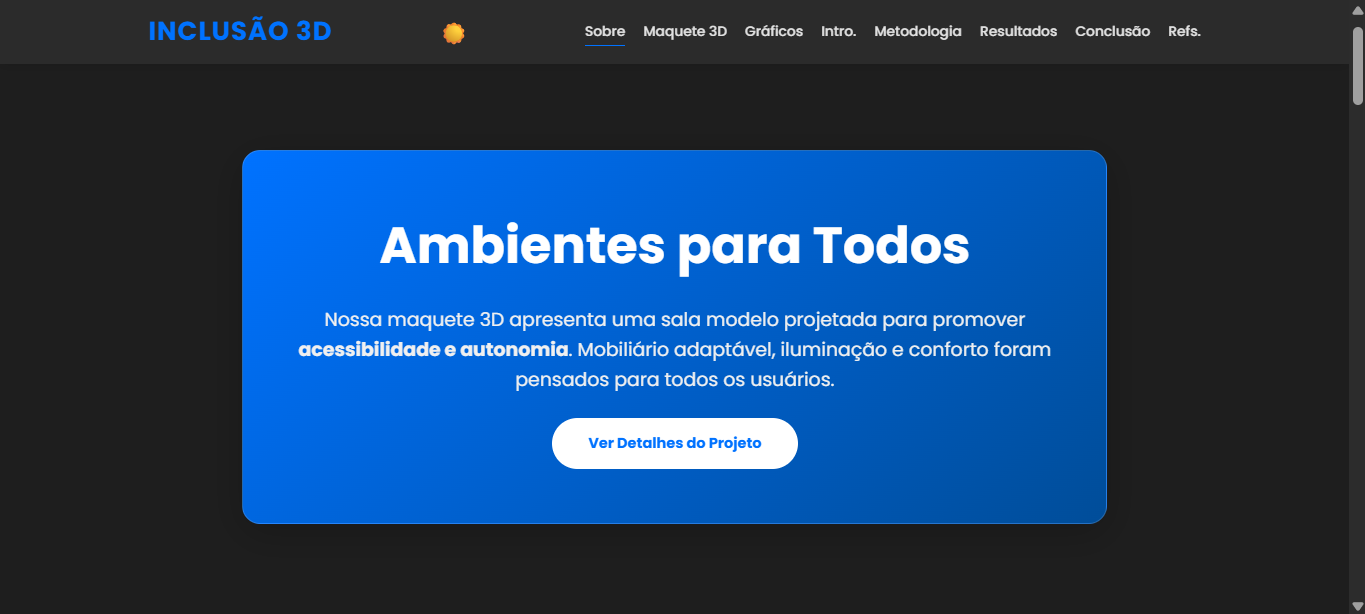 INCLUSÃO 3D
Sobre Maquete 3D Gráficos Intro. Metodologia Resultados Conclusão Refs.
Ambientes para Todos
Nossa maquete 3D apresenta uma sala modelo projetada para promover
acessibilidade e autonomia. Mobiliário adaptável, iluminação e conforto foram
pensados para todos os usuários.
Ver Detalhes do Projeto